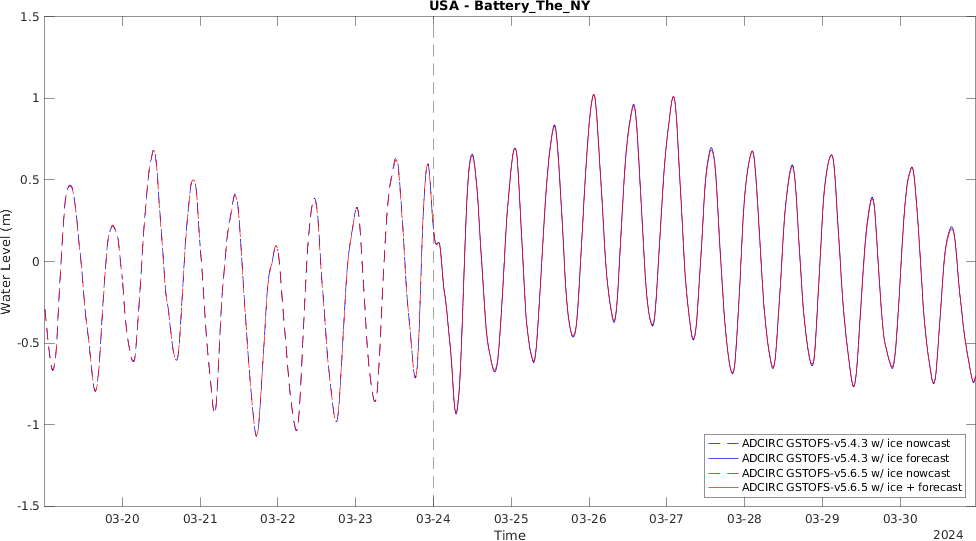 USA - Battery_The_NY
1.5
1
0.5
0
-0.5
-1
-1.5
Water Level (m)
03-20 03-21 03-22 03-23 03-24 03-25 03-26 03-27 03-28 03-29 03-30
Time
2024
ADCIRC GSTOFS-v5.4.3 w/ ice nowcast
ADCIRC GSTOFS-v5.4.3 w/ ice forecast
ADCIRC GSTOFS-v5.6.5 w/ ice nowcast
ADCIRC GSTOFS-v5.6.5 w/ ice + forecast